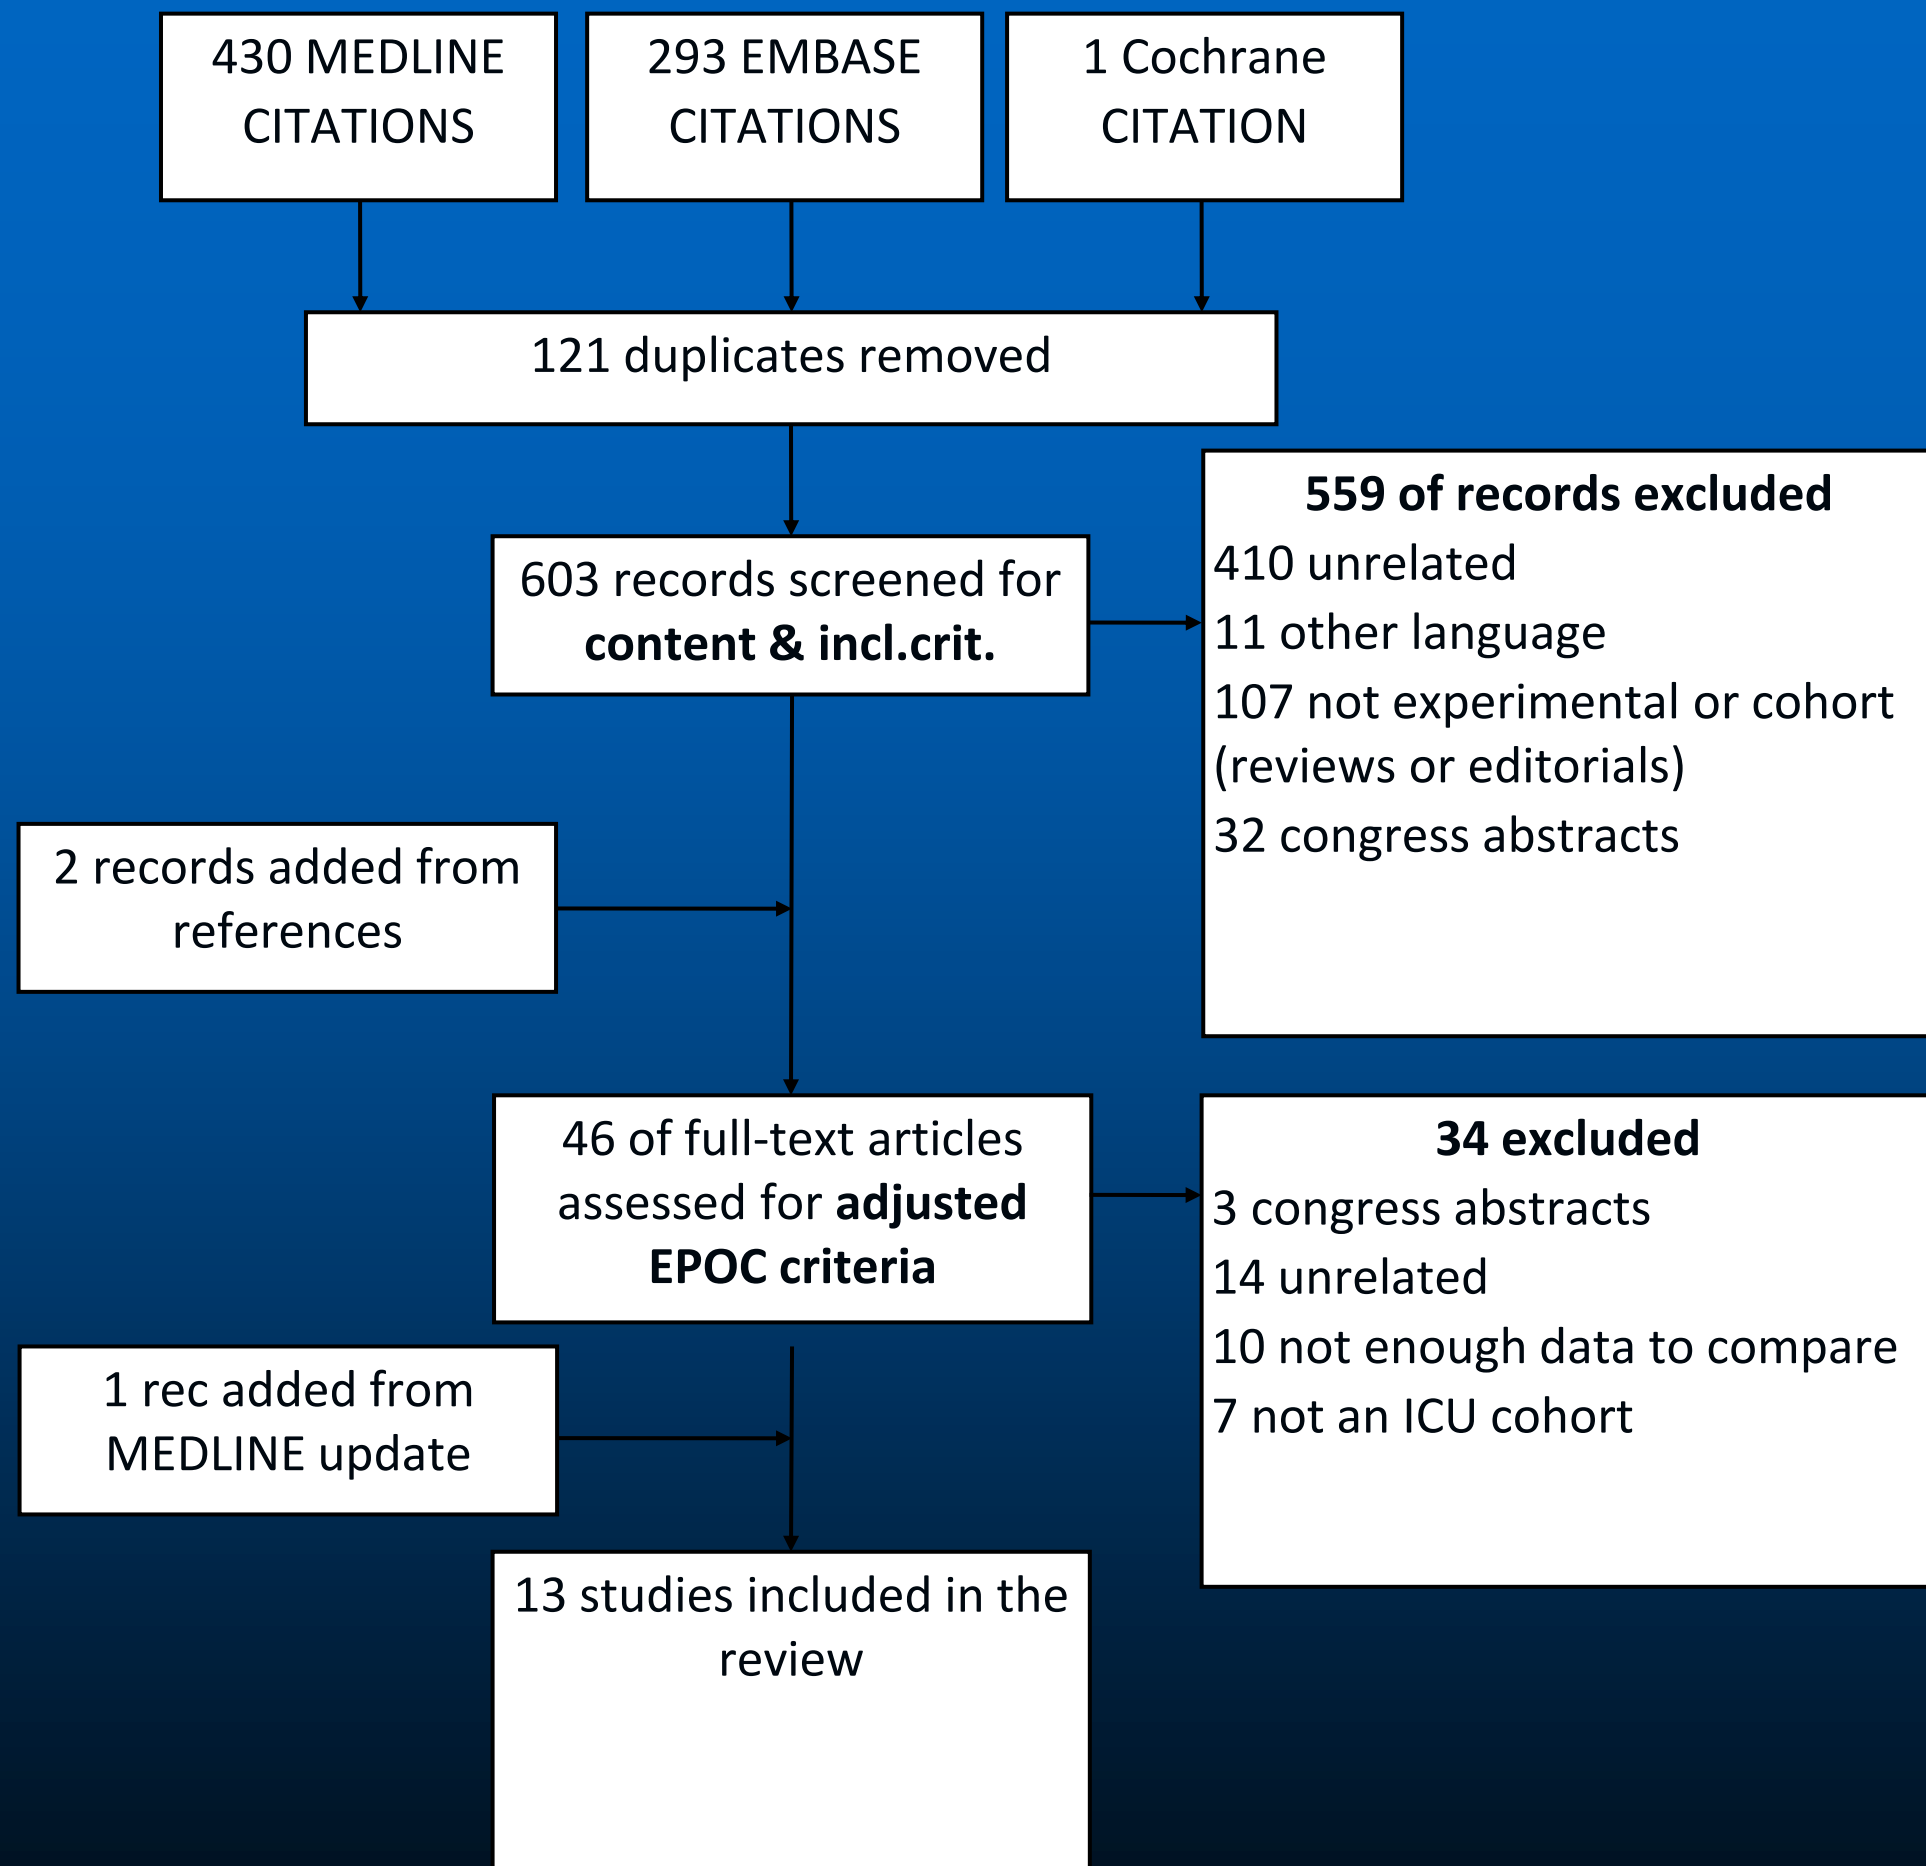 430 MEDLINE
CITATIONS
293 EMBASE
CITATIONS
1 Cochrane
CITATION
121 duplicates removed
603 records screened for
content & incl.crit.
559 of records excluded
410 unrelated
11 other language
107 not experimental or cohort
(reviews or editorials)
32 congress abstracts
2 records added from
references
46 of full-text articles
assessed for adjusted
EPOC criteria
34 excluded
3 congress abstracts
14 unrelated
10 not enough data to compare
7 not an ICU cohort
1 rec added from
MEDLINE update
13 studies included in the
review